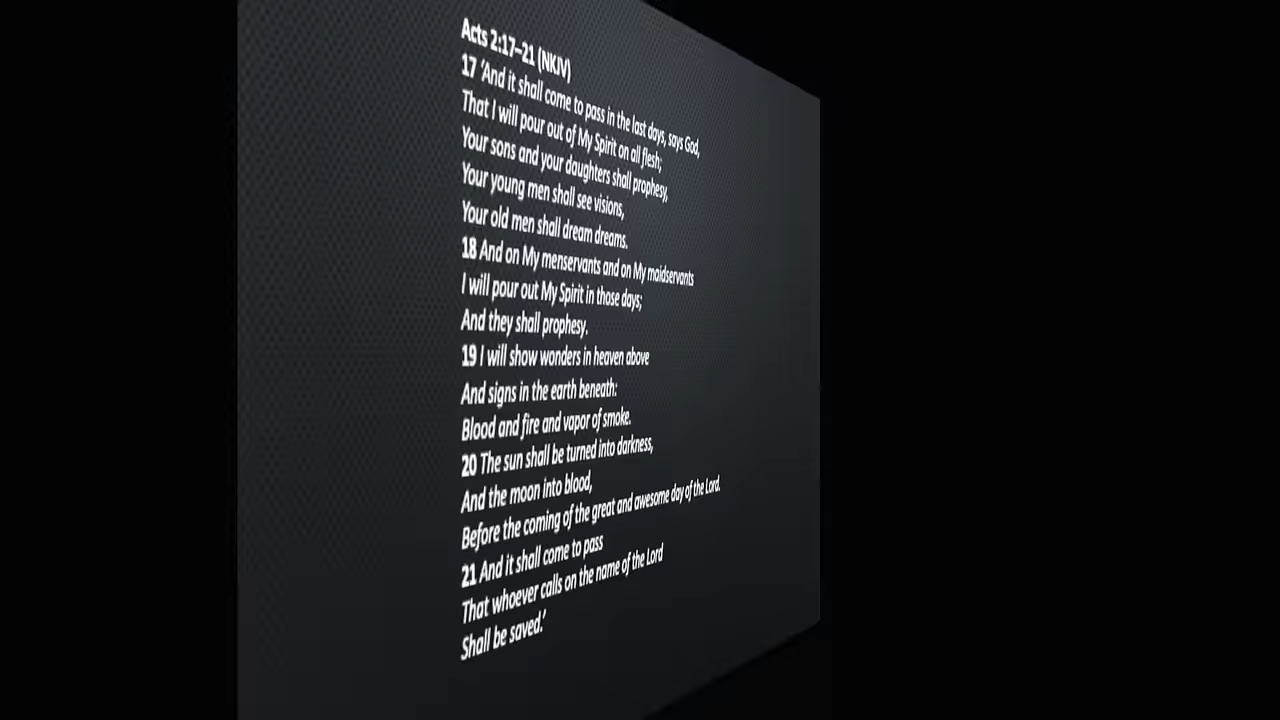 Acts 2:17–21 (NKJV)
17 ‘And it shall come to pass in the last days, says God,
That I will pour out of My Spirit on all flesh;
Your sons and your daughters shall prophesy,
Your young men shall see visions,
Your old men shall dream dreams.
18 And on My menservants and on My maidservants
I will pour out My Spirit in those days;
And they shall prophesy.
19 I will show wonders in heaven above
And signs in the earth beneath:
Blood and fire and vapor of smoke.
20 The sun shall be turned into darkness,
And the moon into blood,
Before the coming of the great and awesome day of the Lord.
21 And it shall come to pass
That whoever calls on the name of the Lord
Shall be saved.’